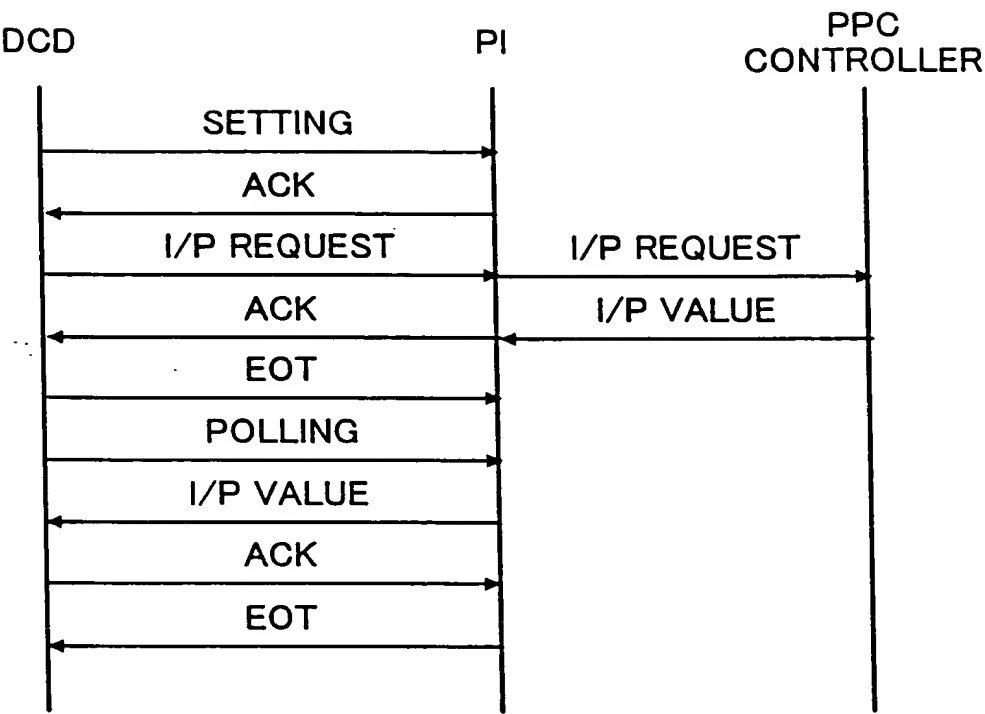 DCD
PI
PPC
CONTROLLER
SETTING
ACK
I/P REQUEST
I/P REQUEST
ACK
I/P VALUE
EOT
POLLING
I/P VALUE
ACK
EOT